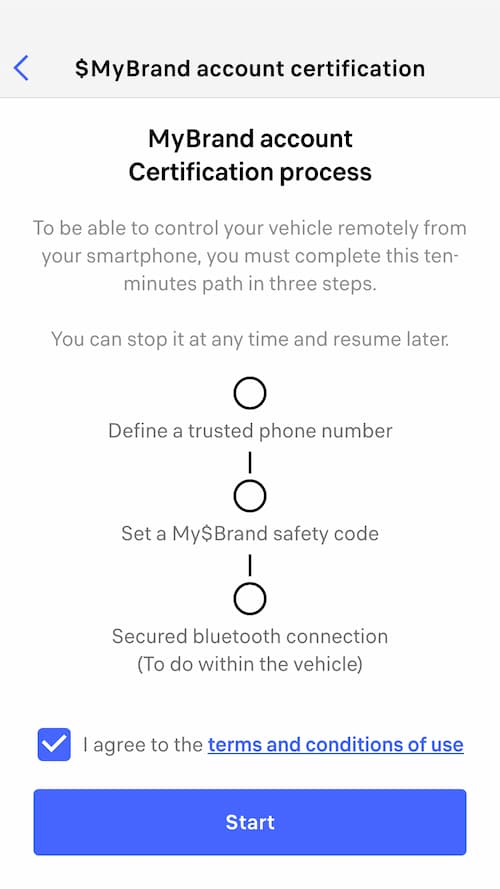 $MyBrand account certification
MyBrand account
Certification process
To be able to control your vehicle remotely from
your smartphone, you must complete this ten-
minutes path in three steps.
You can stop it at any time and resume later.
Define a trusted phone number
Set a My$Brand safety code
Secured bluetooth connection
(To do within the vehicle)
I agree to the terms and conditions of use
Start